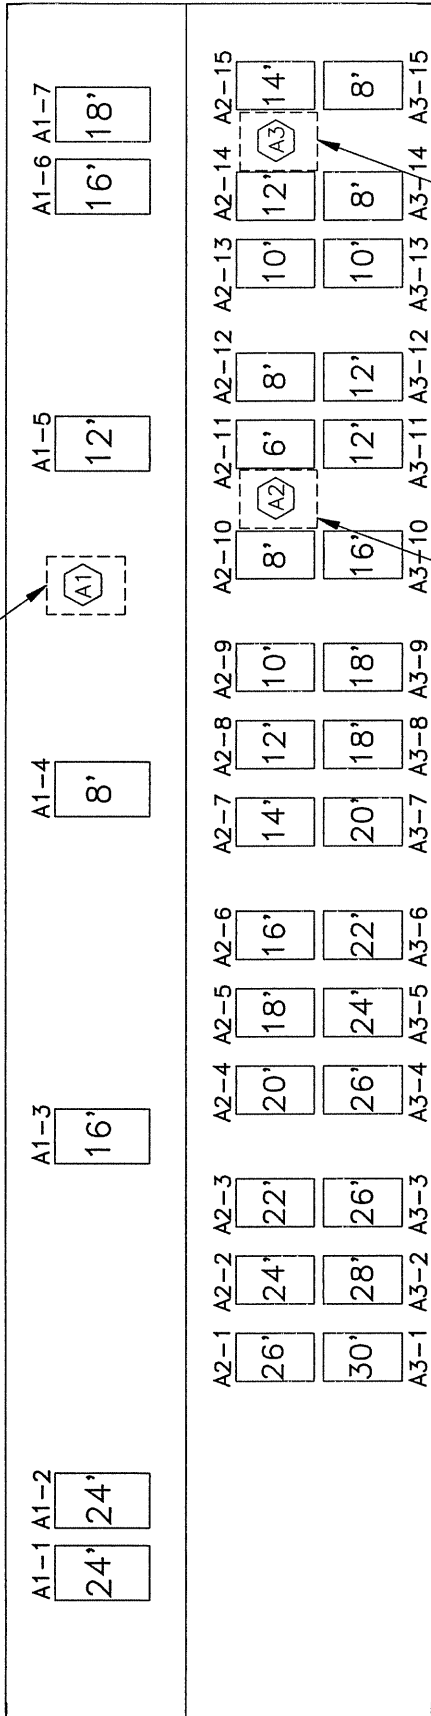 A1-1 A1-2 A1-3 A1-4 A1-5 A1-6 A1-7
24' 24' 16' 8' A1 12' 16' 18'
A2-1 A2-2 A2-3 A2-4 A2-5 A2-6 A2-7 A2-8 A2-9 A2-10 A2-11 A2-12 A2-13 A2-14 A2-15
26' 24' 22' 20' 18' 16' 14' 12' 10' 8' A2 6' 8' 10' 12' A3 14'
30' 28' 26' 26' 24' 22' 20' 18' 18' 16' 12' 12' 10' 8' 8'
A3-1 A3-2 A3-3 A3-4 A3-5 A3-6 A3-7 A3-8 A3-9 A3-10 A3-11 A3-12 A3-13 A3-14 A3-15